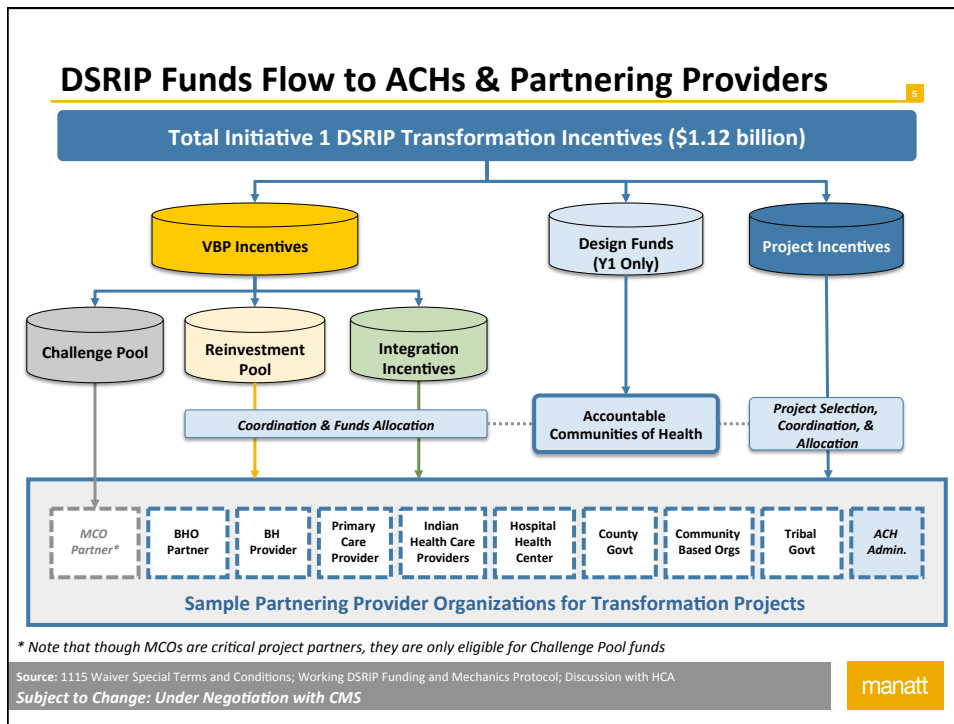 DSRIP Funds Flow to ACHs & Partnering Providers
5
Total Initiative 1 DSRIP Transformation Incentives ($1.12 billion)
VBP Incentives
Design Funds
(Y1 Only)
Project Incentives
Challenge Pool
Reinvestment
Pool
Integration
Incentives
Coordination & Funds Allocation
Accountable
Communities of Health
Project Selection,
Coordination, &
Allocation
MCO
Partner*
BHO
Partner
BH
Provider
Primary
Care
Provider
Indian
Health Care
Providers
Hospital
Health
Center
County
Govt
Community
Based Orgs
Tribal
Govt
ACH
Admin.
Sample Partnering Provider Organizations for Transformation Projects
* Note that though MCOs are critical project partners, they are only eligible for Challenge Pool funds
Source: 1115 Waiver Special Terms and Conditions; Working DSRIP Funding and Mechanics Protocol; Discussion with HCA
Subject to Change: Under Negotiation with CMS
manatt